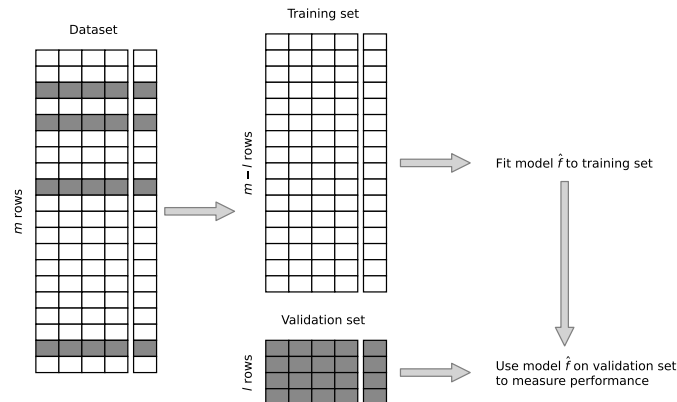 Dataset
m rows
Training set
m − l rows
Fit model f̂ to training set
Validation set
l rows
Use model f̂ on validation set
to measure performance